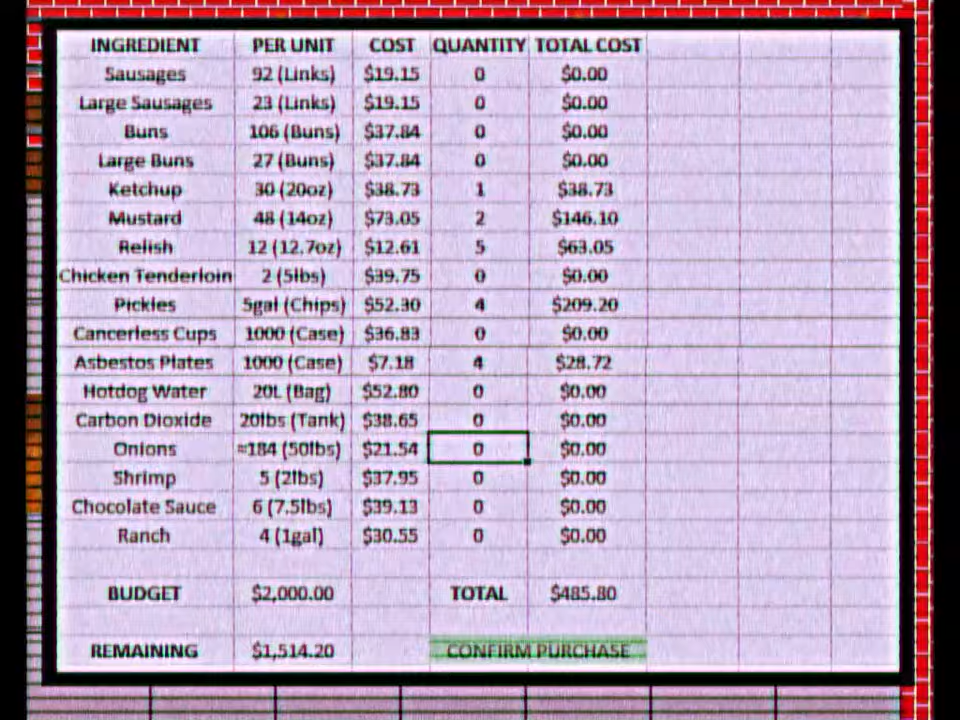 INGREDIENT PER UNIT COST QUANTITY TOTAL COST
Sausages 92 (Links) $19.15 0 $0.00
Large Sausages 23 (Links) $19.15 0 $0.00
Buns 106 (Buns) $37.84 0 $0.00
Large Buns 27 (Buns) $37.84 0 $0.00
Ketchup 30 (20oz) $38.73 1 $38.73
Mustard 48 (14oz) $73.05 2 $146.10
Relish 12 (12.7oz) $12.61 5 $63.05
Chicken Tenderloin 2 (5lbs) $39.75 0 $0.00
Pickles 5gal (Chips) $52.30 4 $209.20
Cancerless Cups 1000 (Case) $36.83 0 $0.00
Asbestos Plates 1000 (Case) $7.18 4 $28.72
Hotdog Water 20L (Bag) $52.80 0 $0.00
Carbon Dioxide 20lbs (Tank) $38.65 0 $0.00
Onions ≈184 (50lbs) $21.54 0 $0.00
Shrimp 5 (2lbs) $37.95 0 $0.00
Chocolate Sauce 6 (7.5lbs) $39.13 0 $0.00
Ranch 4 (1gal) $30.55 0 $0.00
BUDGET $2,000.00 TOTAL $485.80
REMAINING $1,514.20 CONFIRM PURCHASE